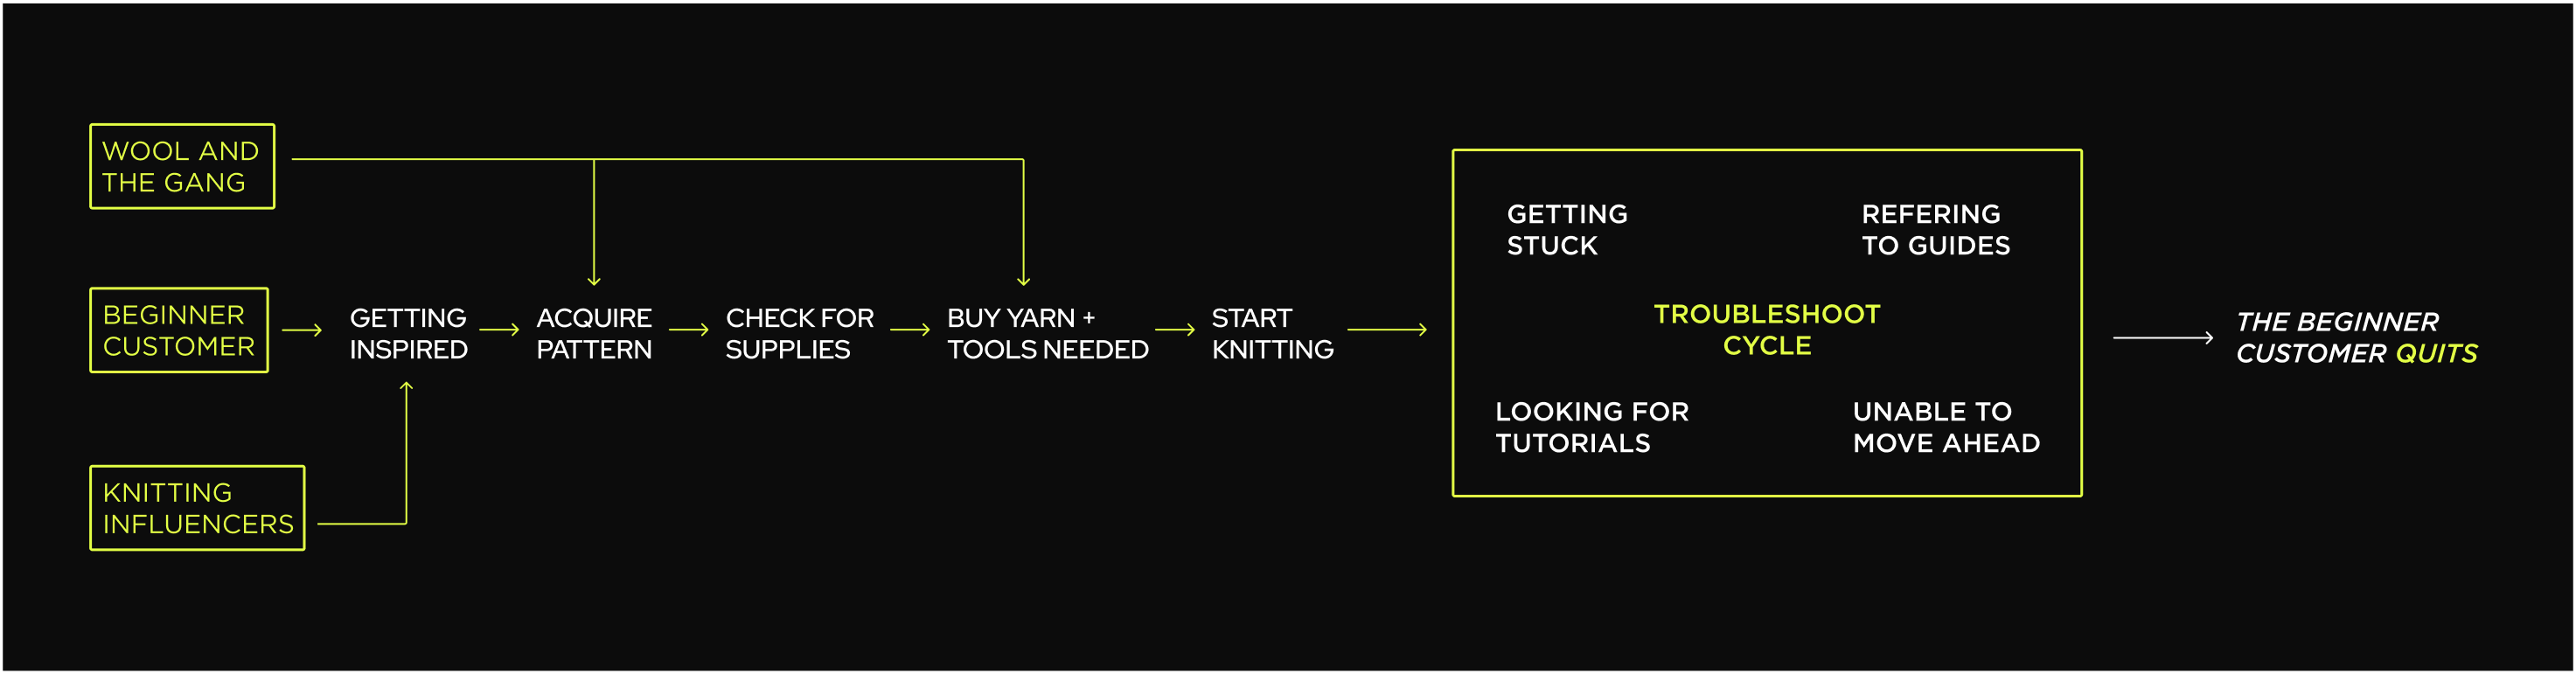 WOOL AND
THE GANG
BEGINNER
CUSTOMER
KNITTING
INFLUENCERS
GETTING
INSPIRED
ACQUIRE
PATTERN
CHECK FOR
SUPPLIES
BUY YARN +
TOOLS NEEDED
START
KNITTING
GETTING
STUCK
REFERING
TO GUIDES
TROUBLESHOOT
CYCLE
LOOKING FOR
TUTORIALS
UNABLE TO
MOVE AHEAD
THE BEGINNER
CUSTOMER QUITS